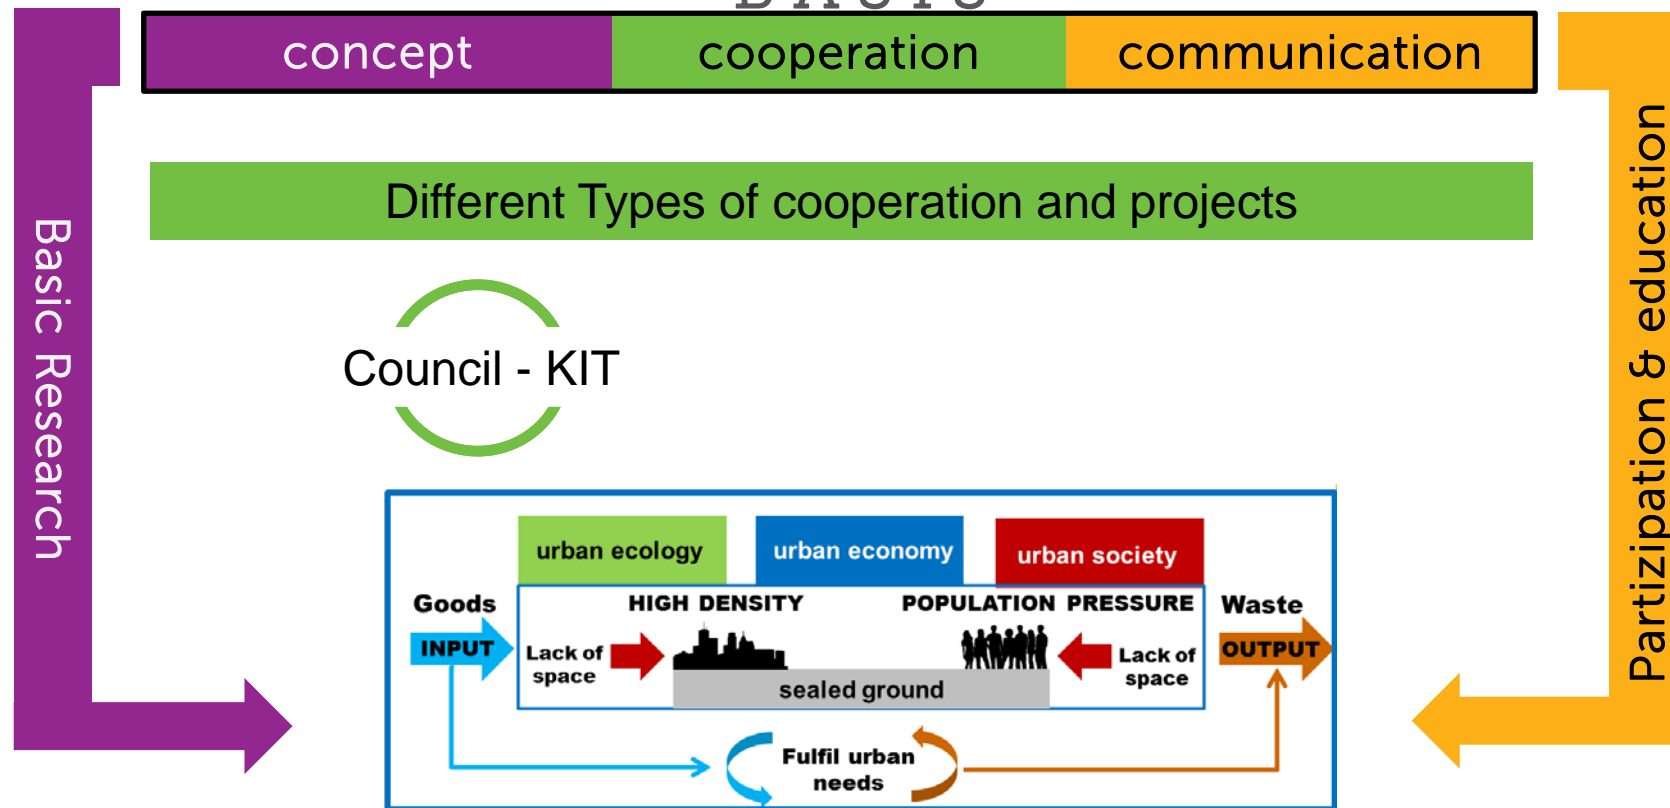 BASIS
concept cooperation communication
Different Types of cooperation and projects
Basic Research
Partizipation & education
Council - KIT
urban ecology urban economy urban society
Goods HIGH DENSITY POPULATION PRESSURE Waste
INPUT Lack of space Lack of space OUTPUT
sealed ground
Fulfil urban
needs